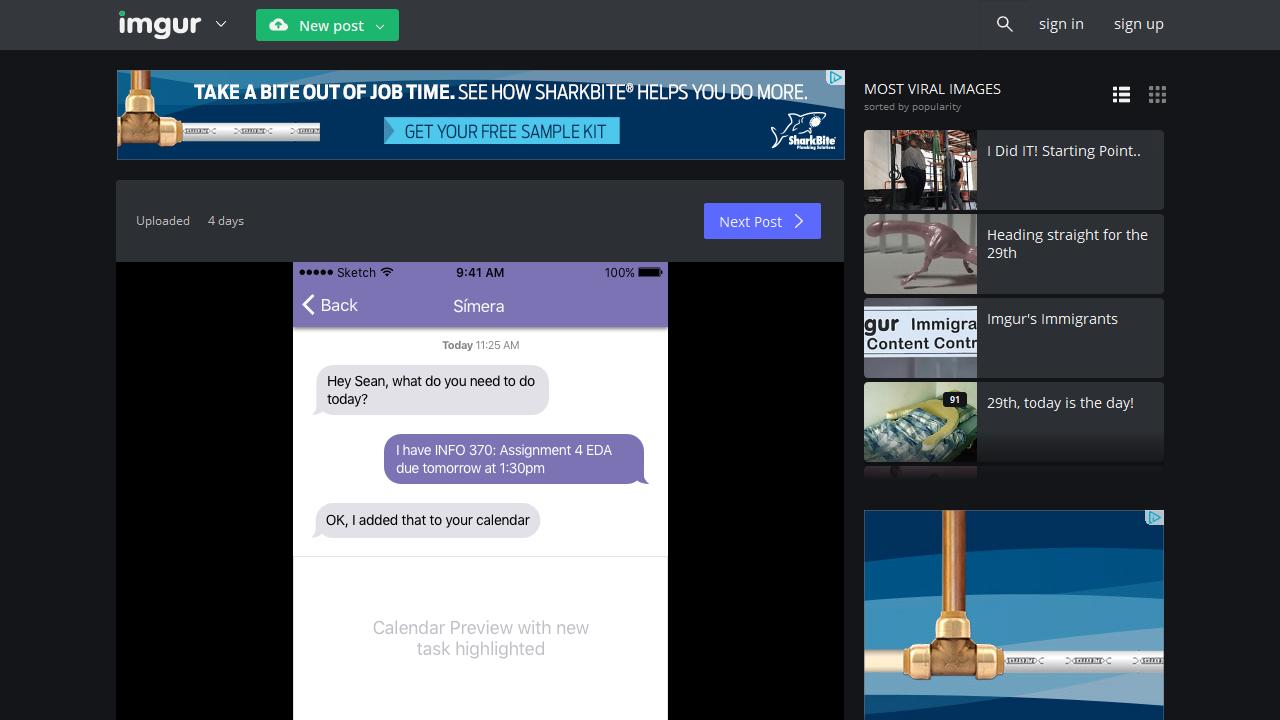 imgur
New post
sign in
sign up
TAKE A BITE OUT OF JOB TIME. SEE HOW SHARKBITE® HELPS YOU DO MORE.
GET YOUR FREE SAMPLE KIT
SharkBite
Plumbing Solutions
MOST VIRAL IMAGES
sorted by popularity
I Did IT! Starting Point..
Heading straight for the
29th
gur Immigra
Content Contr
Imgur's Immigrants
91
29th, today is the day!
Uploaded 4 days
Next Post
Sketch 9:41 AM 100%
Back Símera
Today 11:25 AM
Hey Sean, what do you need to do
today?
I have INFO 370: Assignment 4 EDA
due tomorrow at 1:30pm
OK, I added that to your calendar
Calendar Preview with new
task highlighted